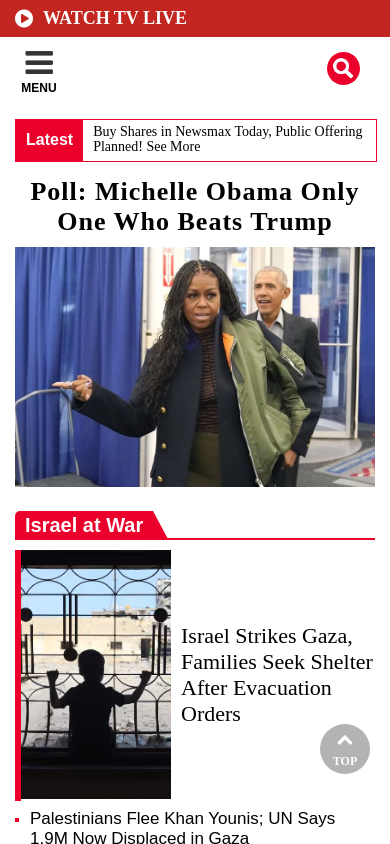 WATCH TV LIVE
MENU
Latest
Buy Shares in Newsmax Today, Public Offering
Planned! See More
Poll: Michelle Obama Only
One Who Beats Trump
Israel at War
Israel Strikes Gaza,
Families Seek Shelter
After Evacuation
Orders
TOP
Palestinians Flee Khan Younis; UN Says
1.9M Now Displaced in Gaza